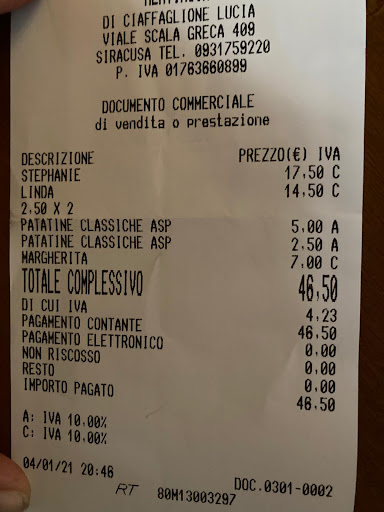 DI CIAFFAGLIONE LUCIA
VIALE SCALA GRECA 409
SIRACUSA TEL. 0931759220
P. IVA 01763660899
DOCUMENTO COMMERCIALE
di vendita o prestazione
DESCRIZIONE PREZZO(€) IVA
STEPHANIE 17,50 C
LINDA 14,50 C
2,50 X 2
PATATINE CLASSICHE ASP 5,00 A
PATATINE CLASSICHE ASP 2,50 A
MARGHERITA 7,00 C
TOTALE COMPLESSIVO 46,50
DI CUI IVA 4,23
PAGAMENTO CONTANTE 46,50
PAGAMENTO ELETTRONICO 0,00
NON RISCOSSO 0,00
RESTO 0,00
IMPORTO PAGATO 46,50
A: IVA 10,00%
C: IVA 10,00%
04/01/21 20:46 DOC.0301-0002
RT 80M13003297